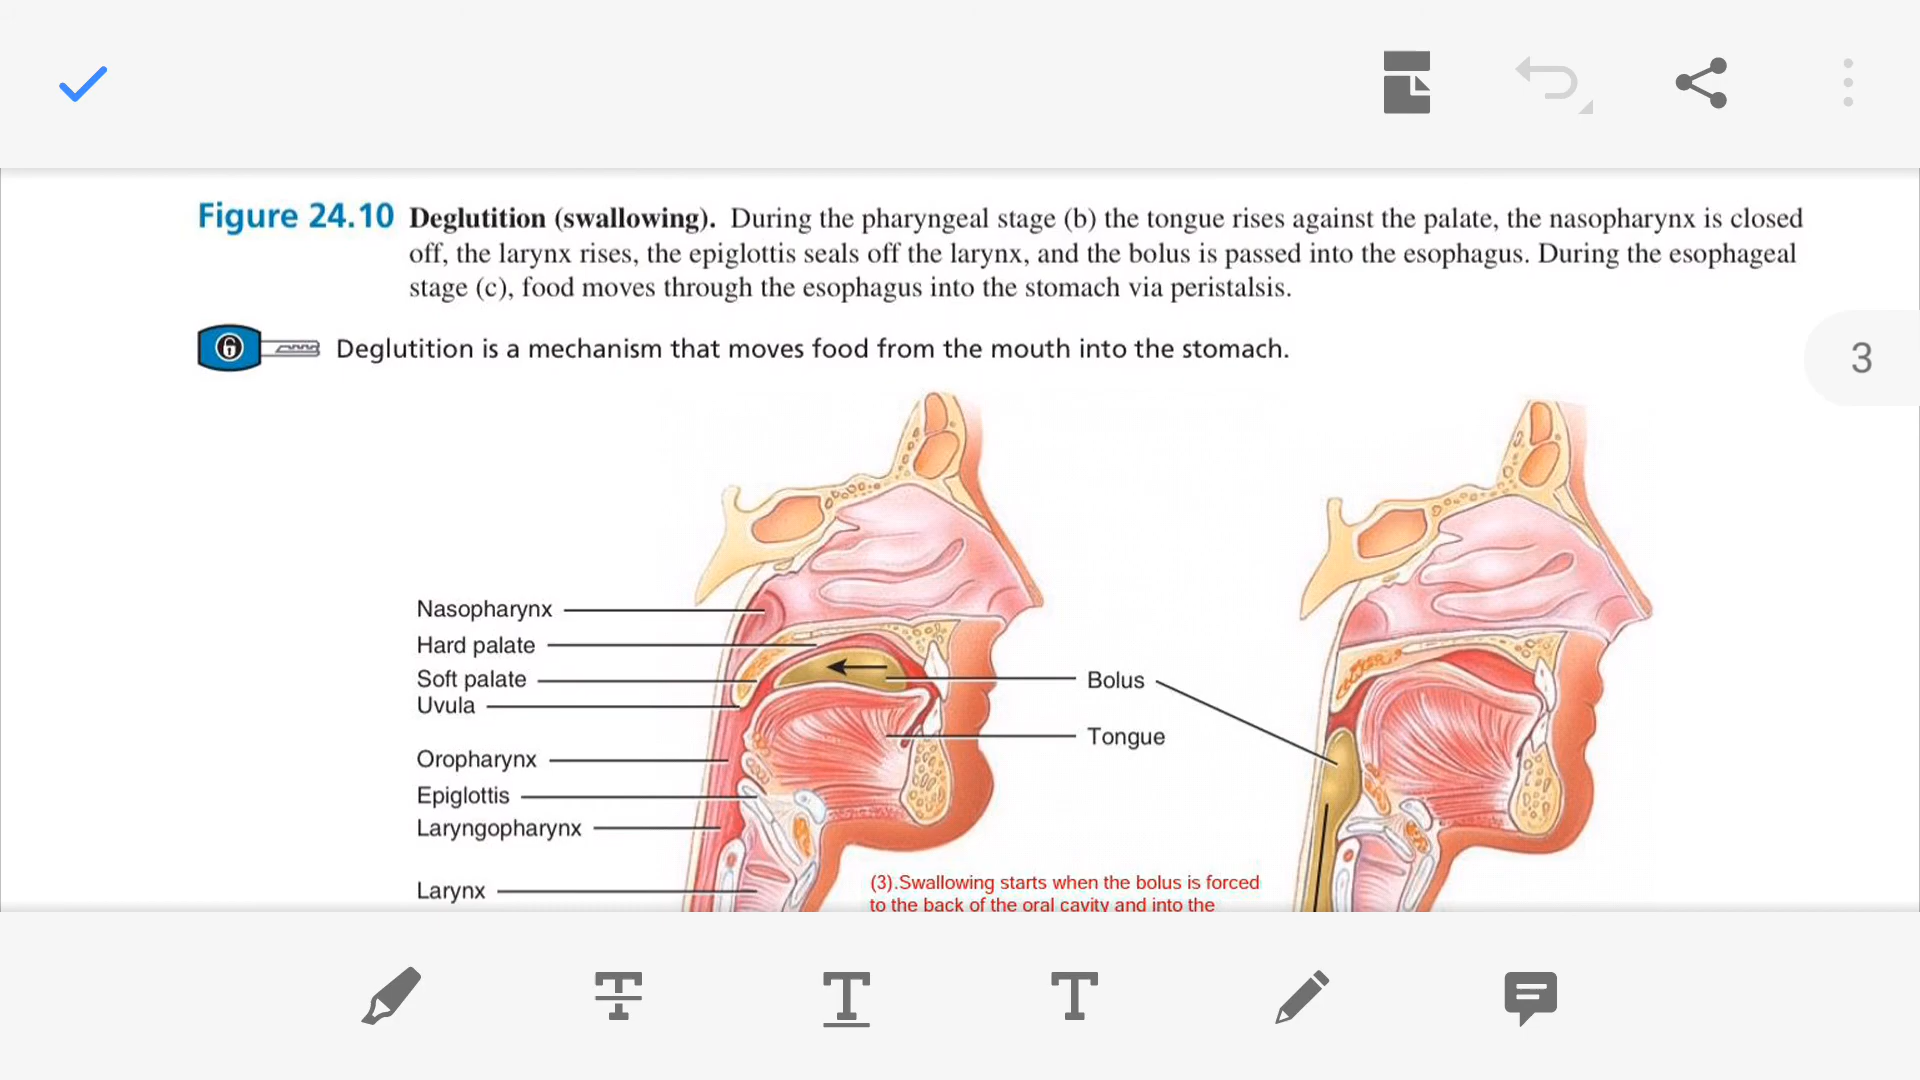 Figure 24.10 Deglutition (swallowing). During the pharyngeal stage (b) the tongue rises against the palate, the nasopharynx is closed
off, the larynx rises, the epiglottis seals off the larynx, and the bolus is passed into the esophagus. During the esophageal
stage (c), food moves through the esophagus into the stomach via peristalsis.
Deglutition is a mechanism that moves food from the mouth into the stomach.
3
Nasopharynx
Hard palate
Soft palate
Uvula
Oropharynx
Epiglottis
Laryngopharynx
Larynx
Bolus
Tongue
(3).Swallowing starts when the bolus is forced
to the back of the oral cavity and into the